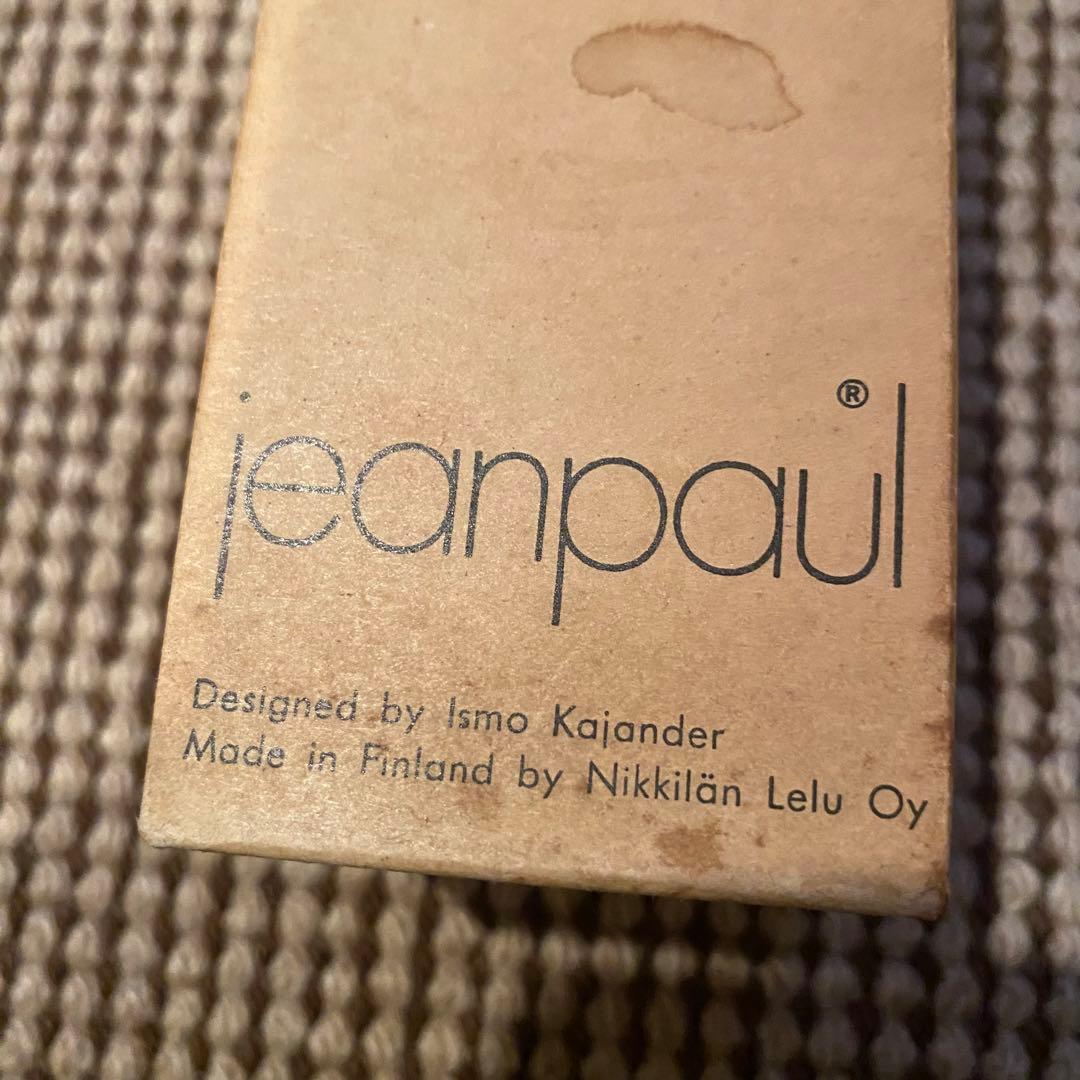 jeanpaul®
Designed by Ismo Kajander
Made in Finland by Nikkilän Lelu Oy